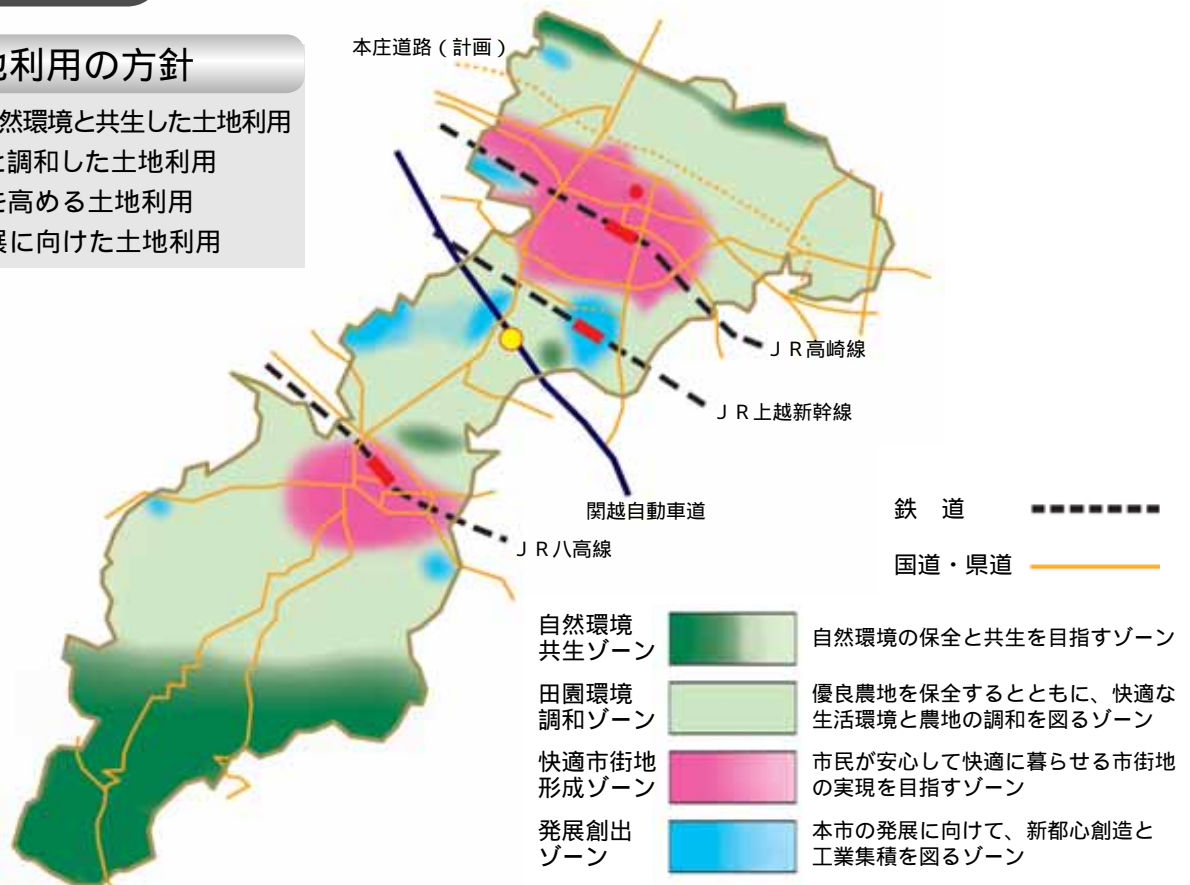 地利用の方針
然環境と共生した土地利用
と調和した土地利用
を高める土地利用
展に向けた土地利用
本庄道路（計画）
ＪＲ高崎線
ＪＲ上越新幹線
関越自動車道
ＪＲ八高線
鉄　道
国道・県道
自然環境
共生ゾーン
自然環境の保全と共生を目指すゾーン
田園環境
調和ゾーン
優良農地を保全するとともに、快適な
生活環境と農地の調和を図るゾーン
快適市街地
形成ゾーン
市民が安心して快適に暮らせる市街地
の実現を目指すゾーン
発展創出
ゾーン
本市の発展に向けて、新都心創造と
工業集積を図るゾーン